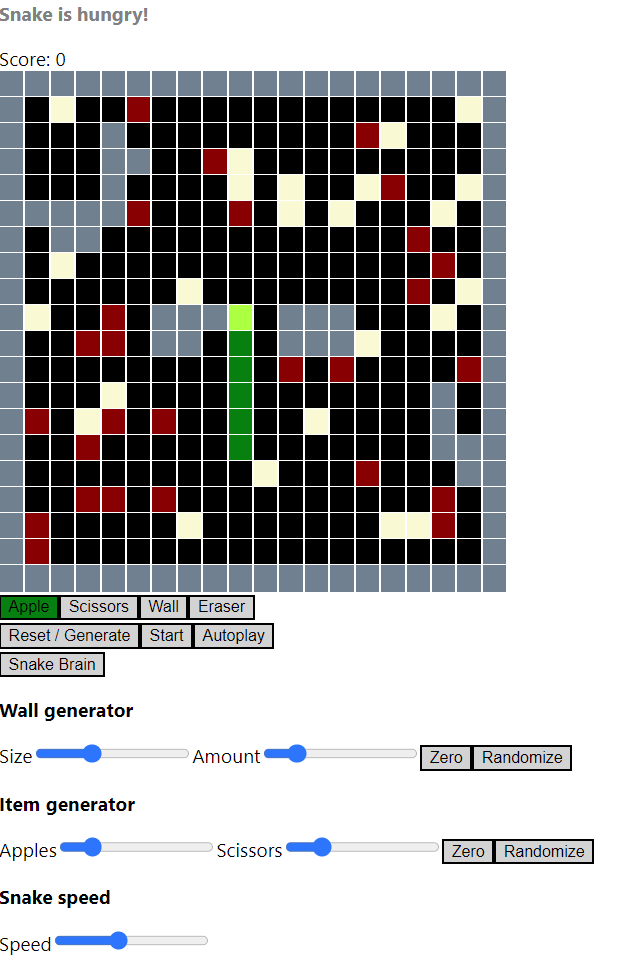 Snake is hungry!
Score: 0
Apple Scissors Wall Eraser
Reset / Generate Start Autoplay
Snake Brain
Wall generator
Size Amount Zero Randomize
Item generator
Apples Scissors Zero Randomize
Snake speed
Speed